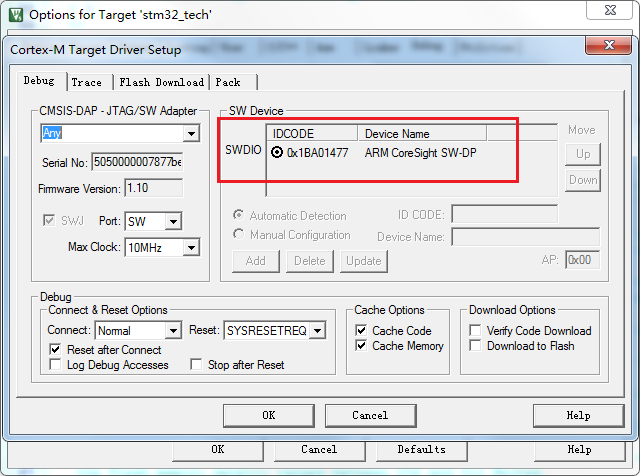 Options for Target 'stm32_tech'
Cortex-M Target Driver Setup
Debug Trace Flash Download Pack
CMSIS-DAP - JTAG/SW Adapter
Any
Serial No: 5050000007877be
Firmware Version: 1.10
SWJ Port: SW
Max Clock: 10MHz
SW Device
IDCODE Device Name Move
SWDIO 0x1BA01477 ARM CoreSight SW-DP
Up
Down
Automatic Detection ID CODE:
Manual Configuration Device Name:
Add Delete Update AP: 0x00
Debug
Connect & Reset Options
Connect: Normal Reset: SYSRESETREQ
Reset after Connect
Log Debug Accesses Stop after Reset
Cache Options
Cache Code
Cache Memory
Download Options
Verify Code Download
Download to Flash
OK Cancel Help
OK Cancel Defaults Help